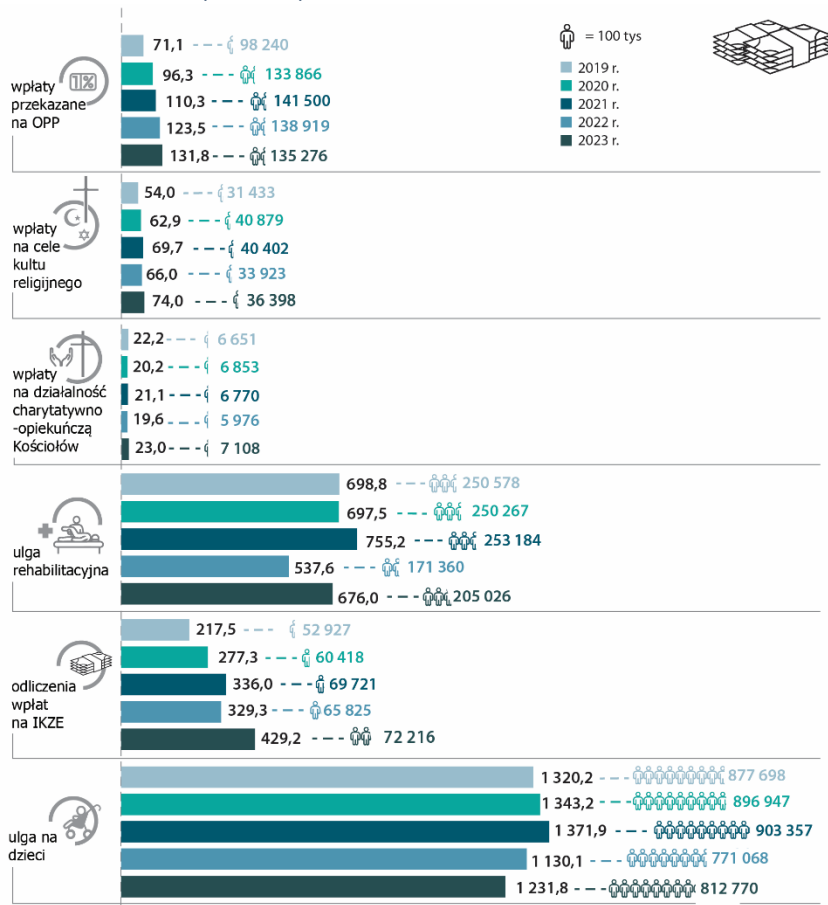 = 100 tys
2019 r.
2020 r.
2021 r.
2022 r.
2023 r.
1%
wpłaty
przekazane
na OPP
71,1 98 240
96,3 133 866
110,3 141 500
123,5 138 919
131,8 135 276
wpłaty
na cele
kultu
religijnego
54,0 31 433
62,9 40 879
69,7 40 402
66,0 33 923
74,0 36 398
wpłaty
na działalność
charytatywno
-opiekuńczą
Kościołów
22,2 6 651
20,2 6 853
21,1 6 770
19,6 5 976
23,0 7 108
ulga
rehabilitacyjna
698,8 250 578
697,5 250 267
755,2 253 184
537,6 171 360
676,0 205 026
odliczenia
wpłat
na IKZE
217,5 52 927
277,3 60 418
336,0 69 721
329,3 65 825
429,2 72 216
ulga na
dzieci
1 320,2 877 698
1 343,2 896 947
1 371,9 903 357
1 130,1 771 068
1 231,8 812 770